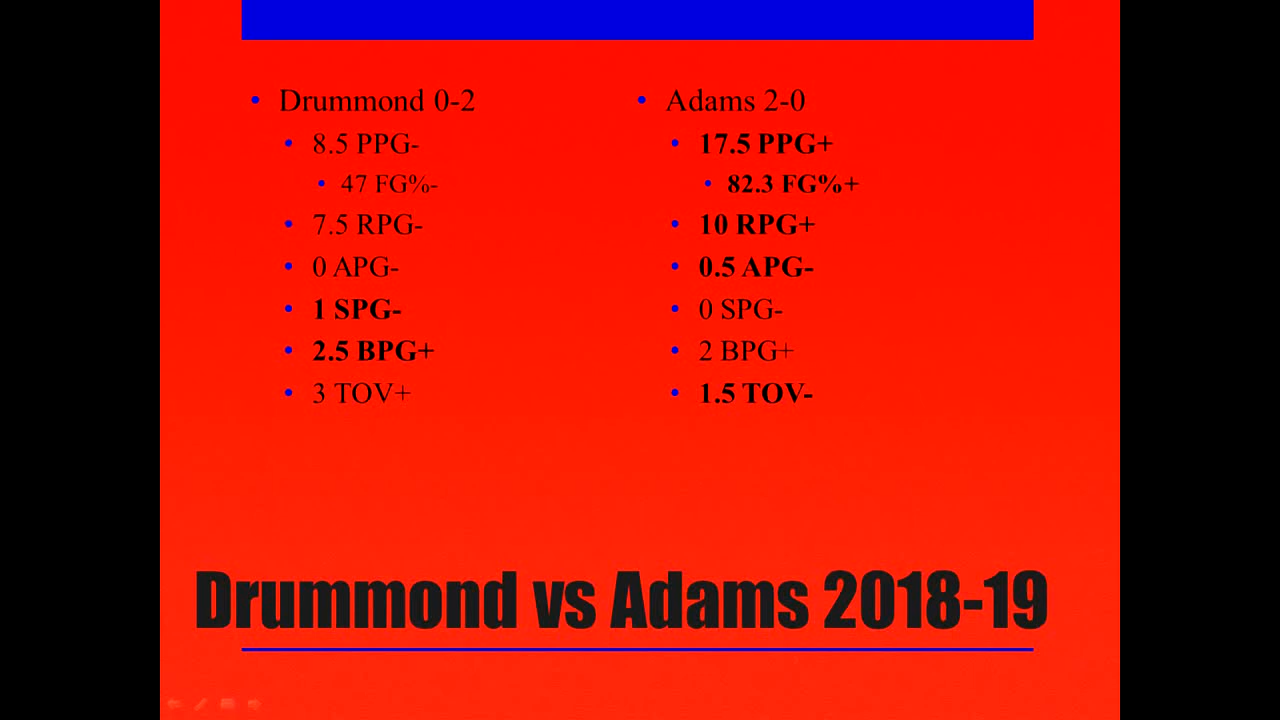 Drummond 0-2
8.5 PPG-
47 FG%-
7.5 RPG-
0 APG-
1 SPG-
2.5 BPG+
3 TOV+
Adams 2-0
17.5 PPG+
82.3 FG%+
10 RPG+
0.5 APG-
0 SPG-
2 BPG+
1.5 TOV-
Drummond vs Adams 2018-19